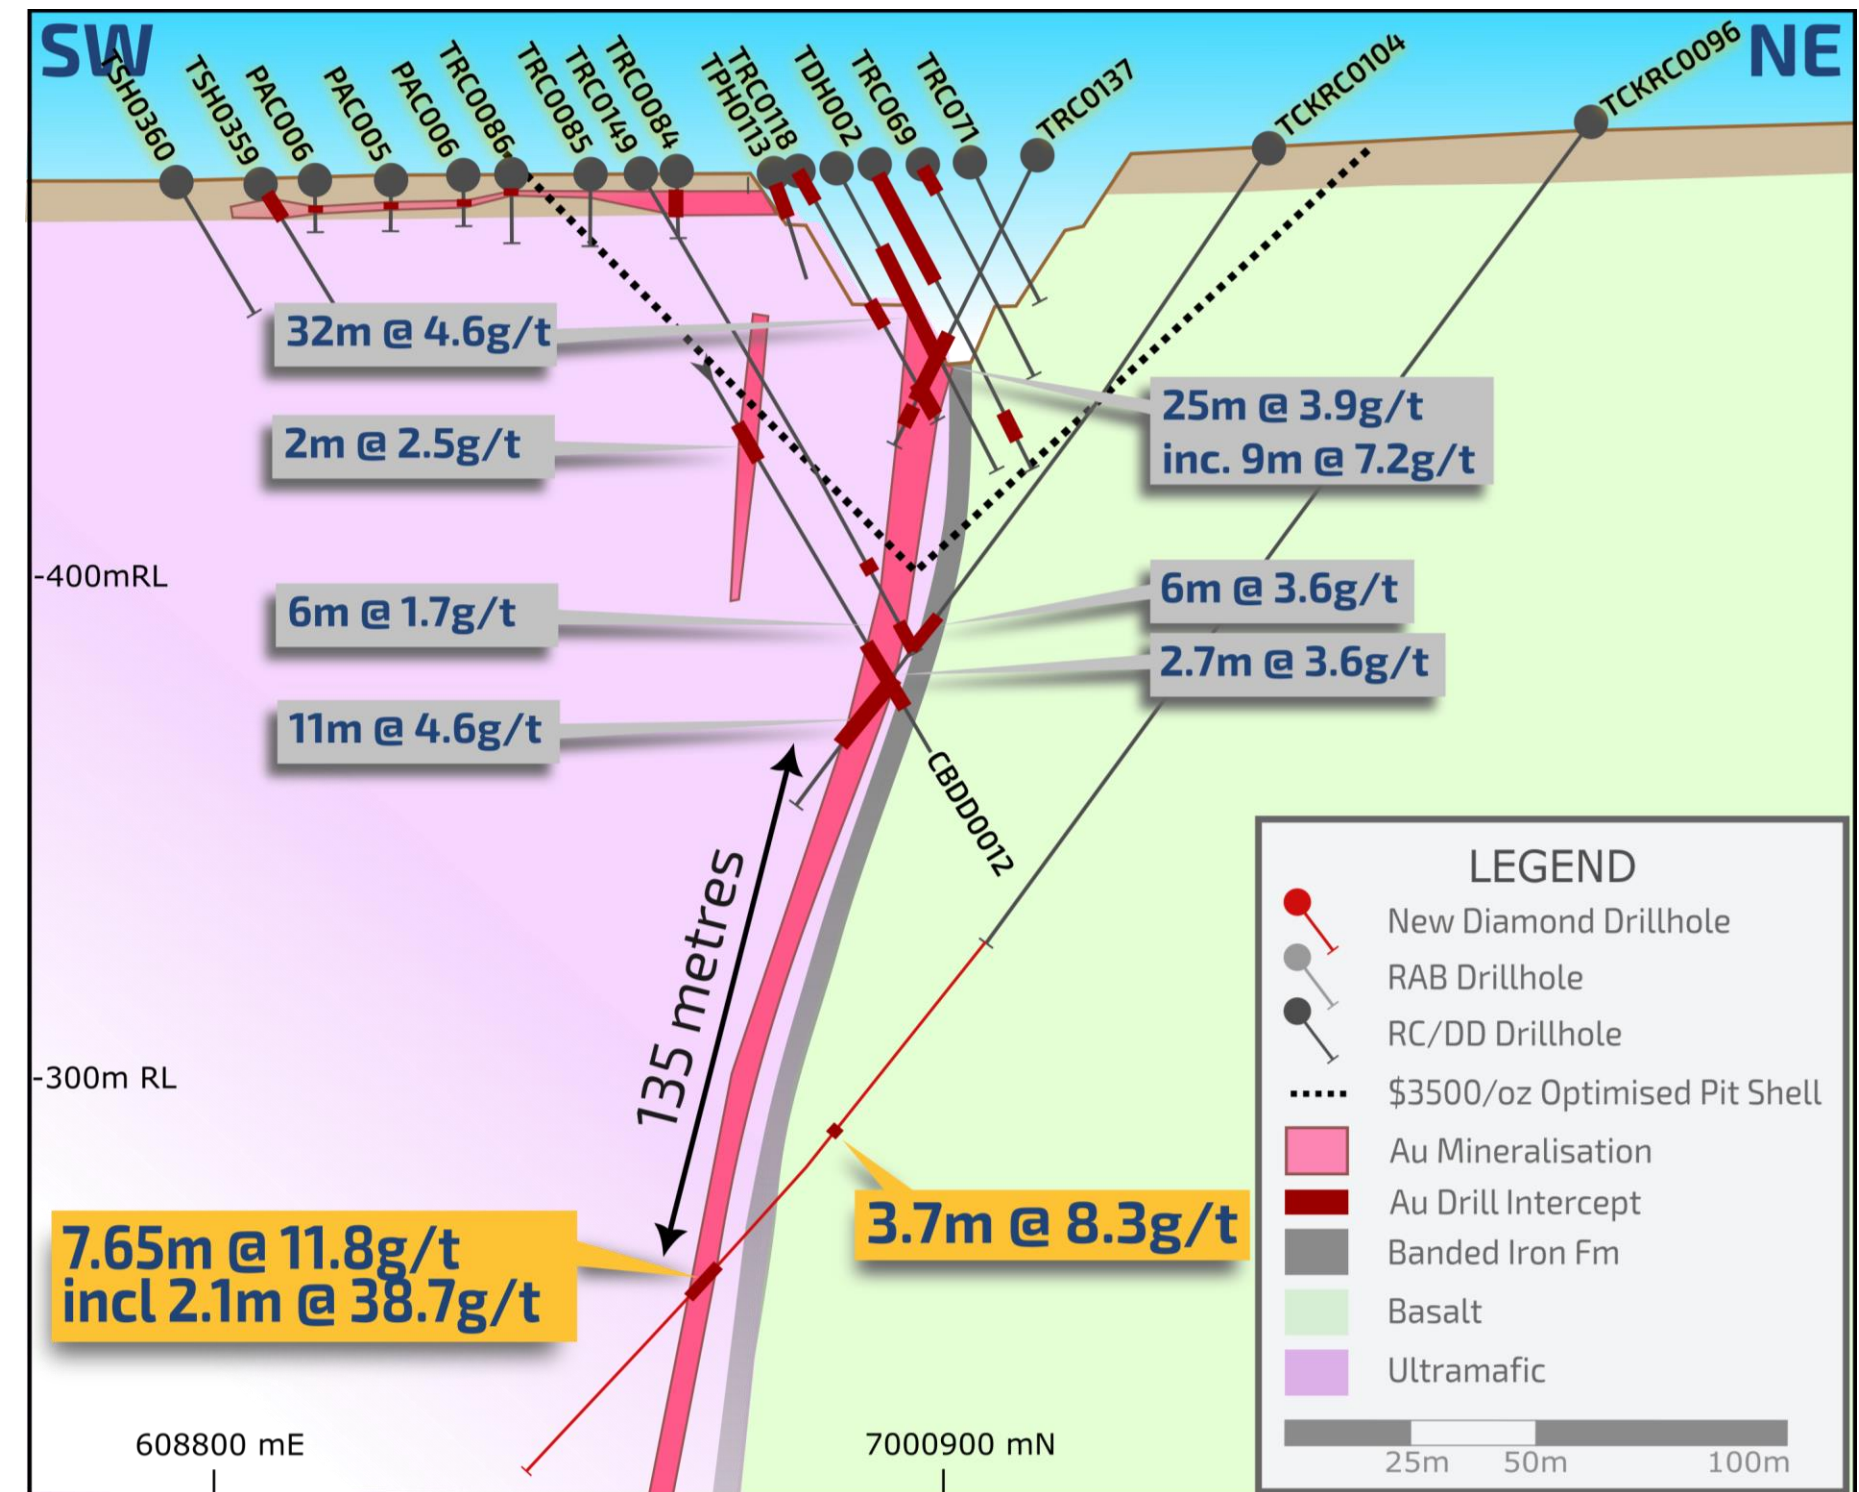 SW
NE
TSH0360
TSH0359
PAC006
PAC005
PAC006
TRC0086
TRC0085
TRC0149
TRC0084
TPH0113
TRC0118
TDH002
TRC069
TRC071
TRC0137
TCKRC0104
TCKRC0096
32m @ 4.6g/t
2m @ 2.5g/t
25m @ 3.9g/t
inc. 9m @ 7.2g/t
-400mRL
6m @ 1.7g/t
6m @ 3.6g/t
2.7m @ 3.6g/t
11m @ 4.6g/t
CBDD0012
135 metres
-300m RL
7.65m @ 11.8g/t
incl 2.1m @ 38.7g/t
3.7m @ 8.3g/t
608800 mE
7000900 mN
LEGEND
New Diamond Drillhole
RAB Drillhole
RC/DD Drillhole
$3500/oz Optimised Pit Shell
Au Mineralisation
Au Drill Intercept
Banded Iron Fm
Basalt
Ultramafic
25m 50m 100m